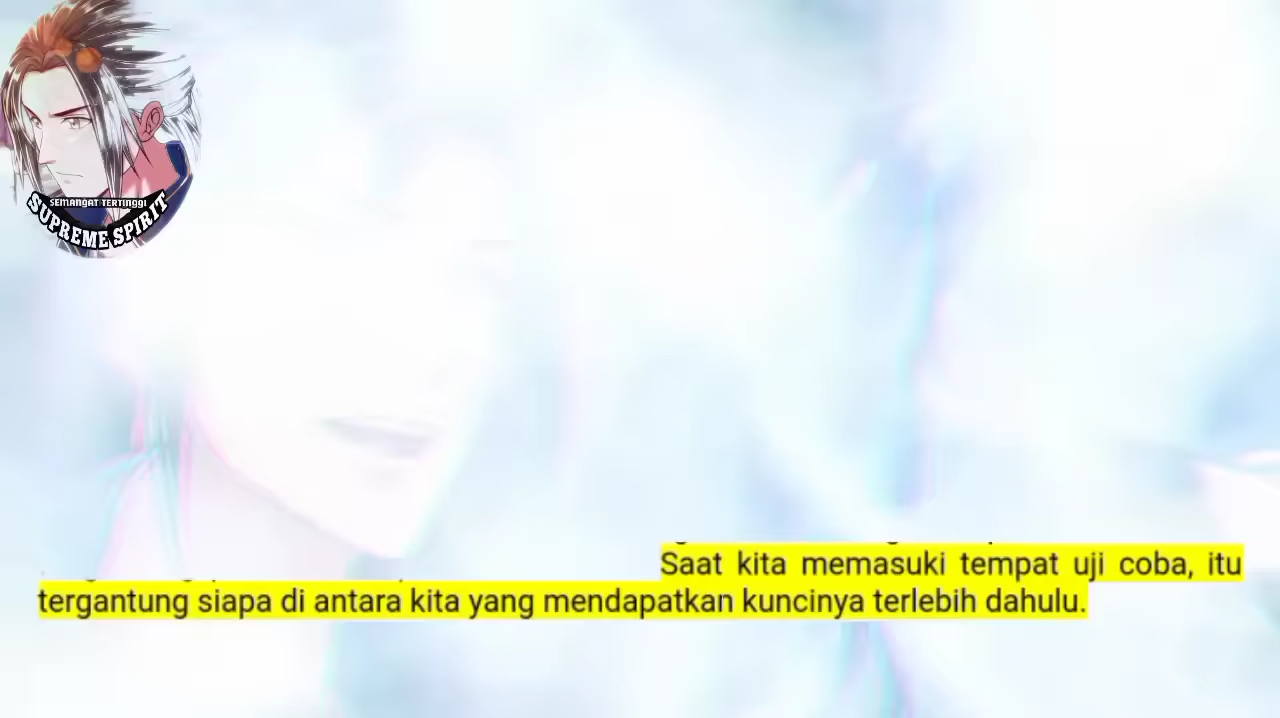 SEMANGAT TERTINGGI
SUPREME SPIRIT
Saat kita memasuki tempat uji coba, itu
tergantung siapa di antara kita yang mendapatkan kuncinya terlebih dahulu.